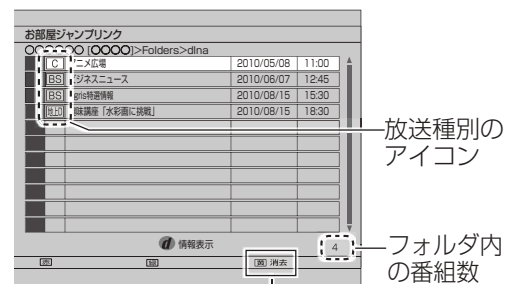 お部屋ジャンプリンク
○○○○○○ [○○○○]>Folders>dlna
C ニメ広場 2010/05/08 11:00
BS ジネスニュース 2010/06/07 12:45
BS gris特選情報 2010/08/15 15:30
地上D 味講座「水彩画に挑戦」 2010/08/15 18:30
放送種別の
アイコン
d 情報表示
4
フォルダ内
の番組数
消去